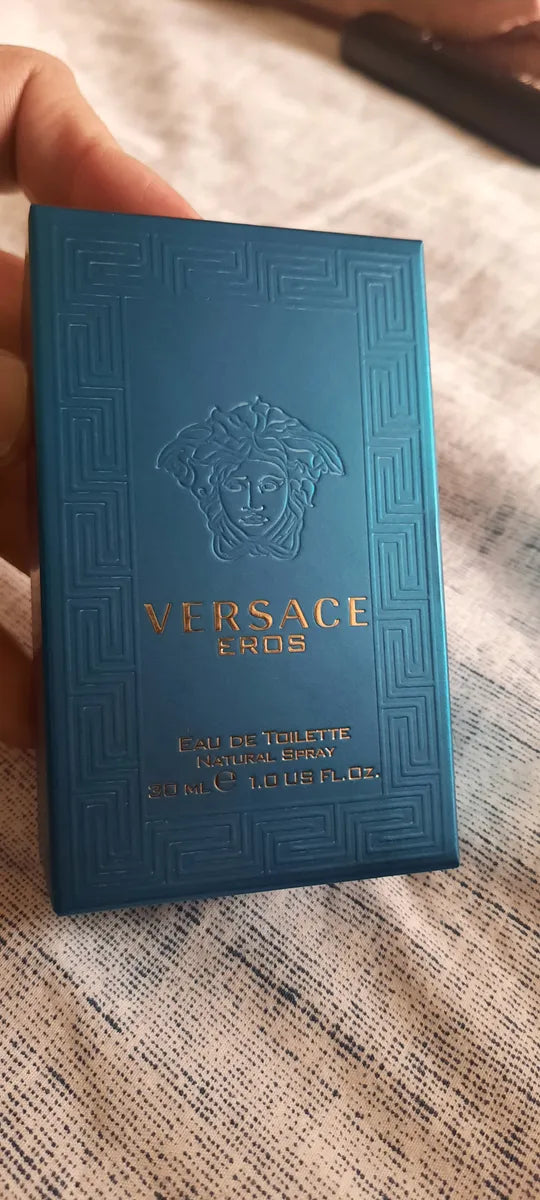 VERSACE
EROS
EAU DE TOILETTE
NATURAL SPRAY
30 ML ℮ 1.0 US FL.OZ.